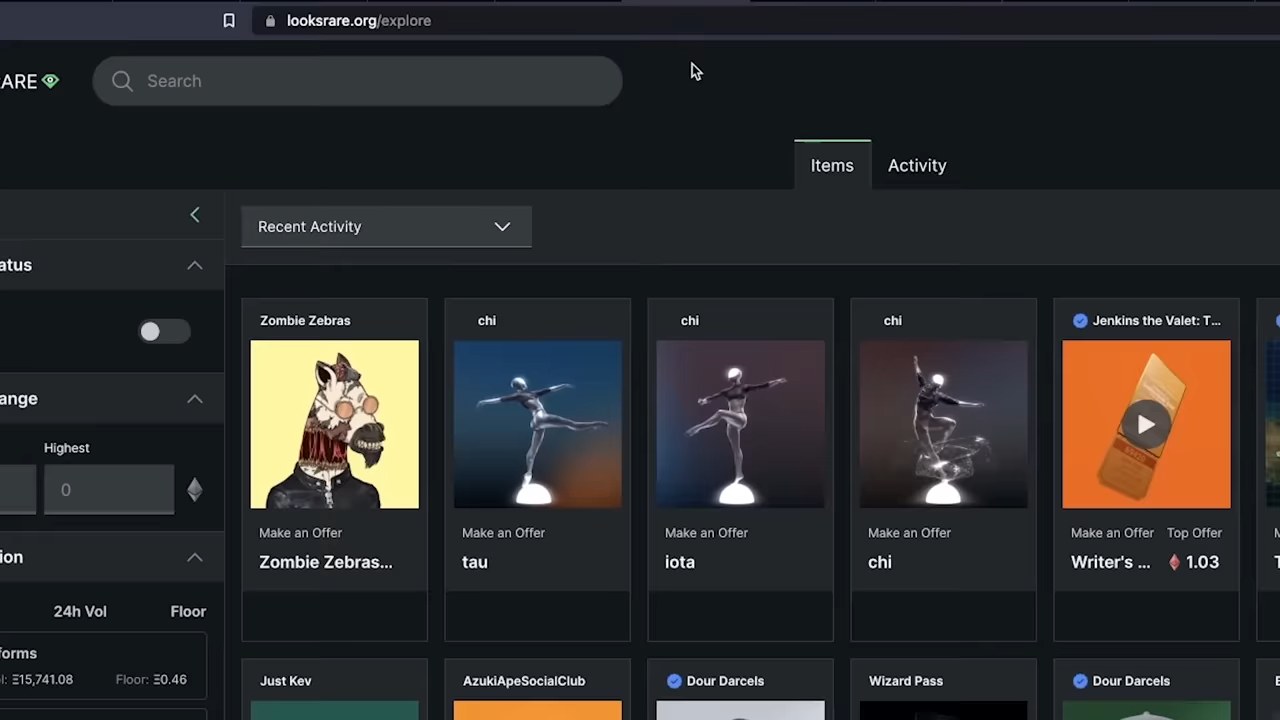 looksrare.org/explore
ARE
Search
Items
Activity
Recent Activity
atus
ange
Highest
0
ion
24h Vol
Floor
forms
l: Ξ15,741.08
Floor: Ξ0.46
Zombie Zebras
Make an Offer
Zombie Zebras...
chi
Make an Offer
tau
chi
Make an Offer
iota
chi
Make an Offer
chi
Jenkins the Valet: T...
Make an Offer
Top Offer
Writer's ...
1.03
Just Kev
AzukiApeSocialClub
Dour Darcels
Wizard Pass
Dour Darcels